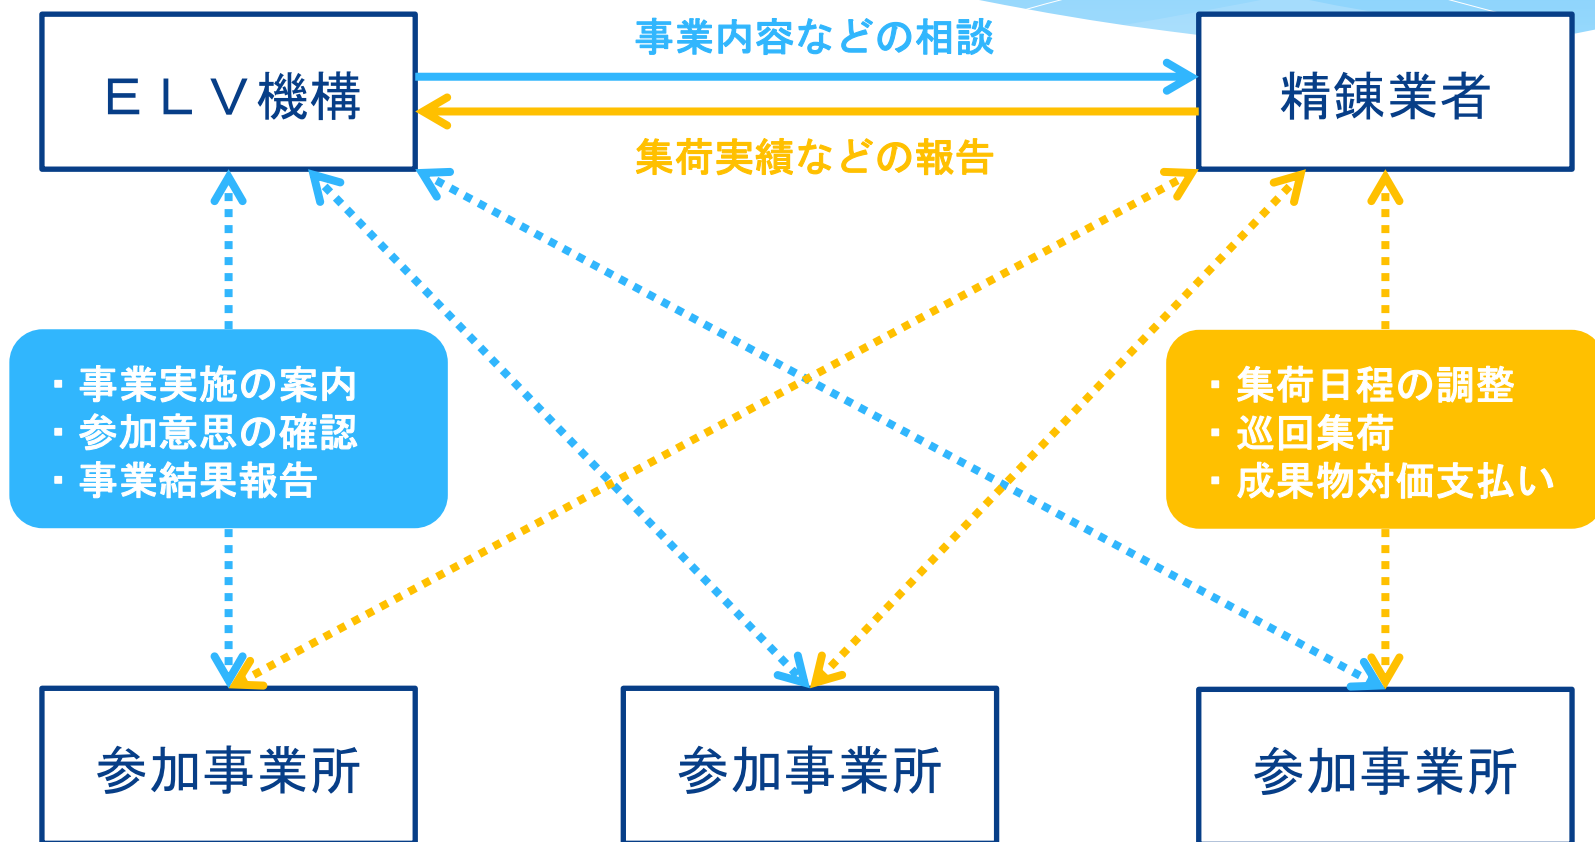 事業内容などの相談
ＥＬＶ機構
精錬業者
集荷実績などの報告
・事業実施の案内
・参加意思の確認
・事業結果報告
・集荷日程の調整
・巡回集荷
・成果物対価支払い
参加事業所
参加事業所
参加事業所